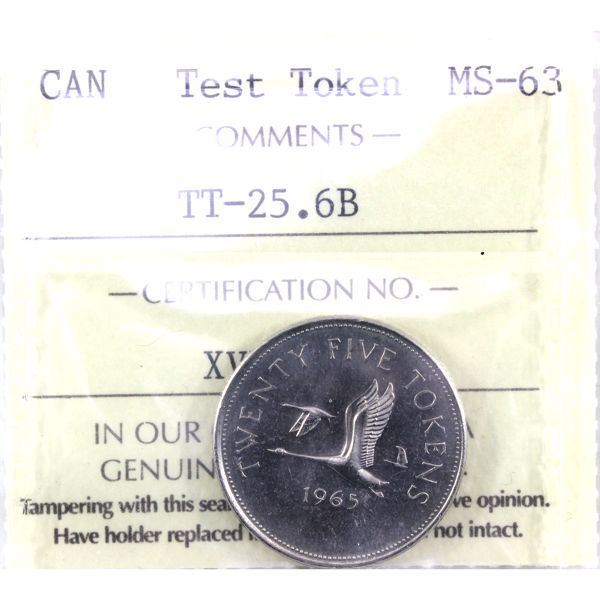 CAN Test Token MS-63
COMMENTS —
TT-25.6B
— CERTIFICATION NO. —
XV
TWENTY FIVE TOKENS
IN OUR
GENUIN
1965
Tampering with this seal ve opinion.
Have holder replaced not intact.